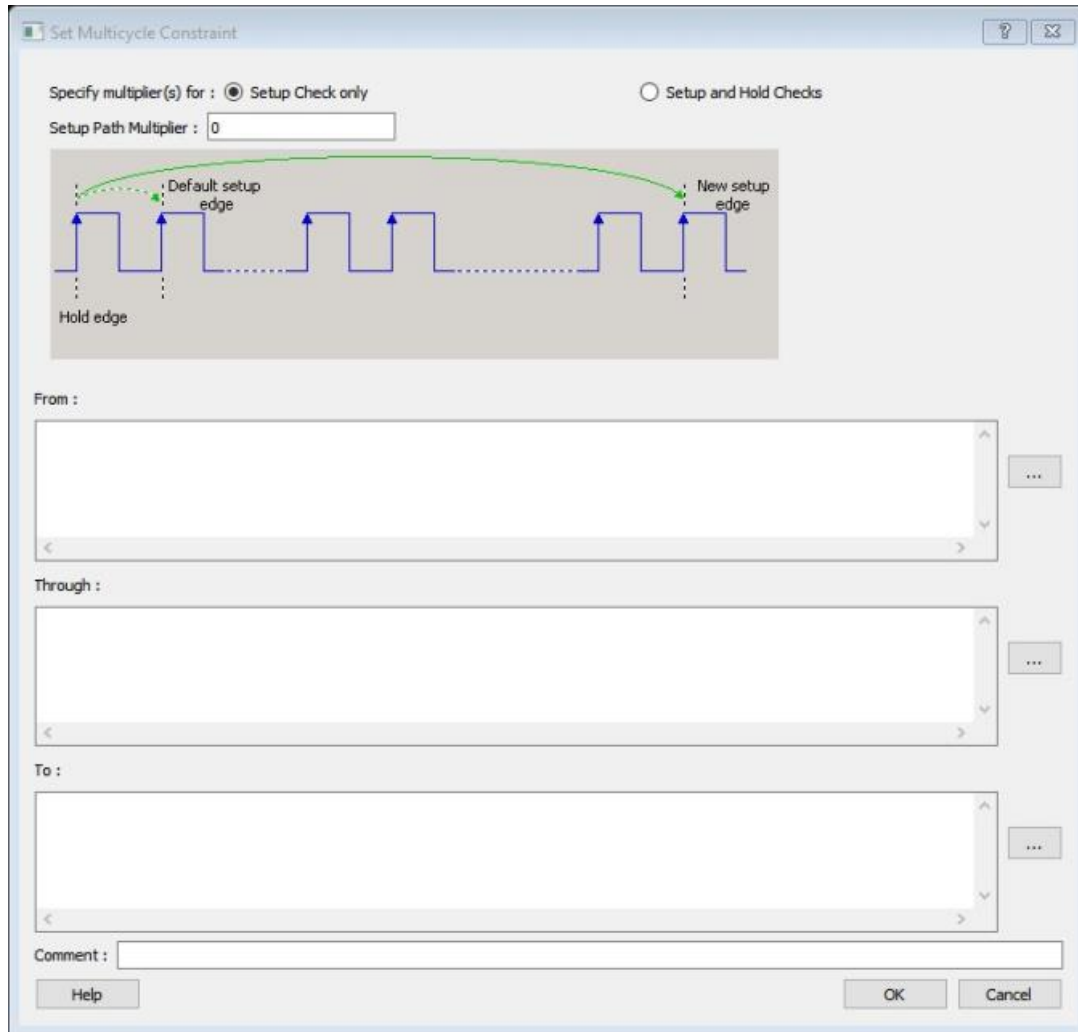 Set Multicycle Constraint
Specify multiplier(s) for : Setup Check only Setup and Hold Checks
Setup Path Multiplier : 0
Default setup
edge
New setup
edge
Hold edge
From :
...
Through :
...
To :
...
Comment :
Help OK Cancel